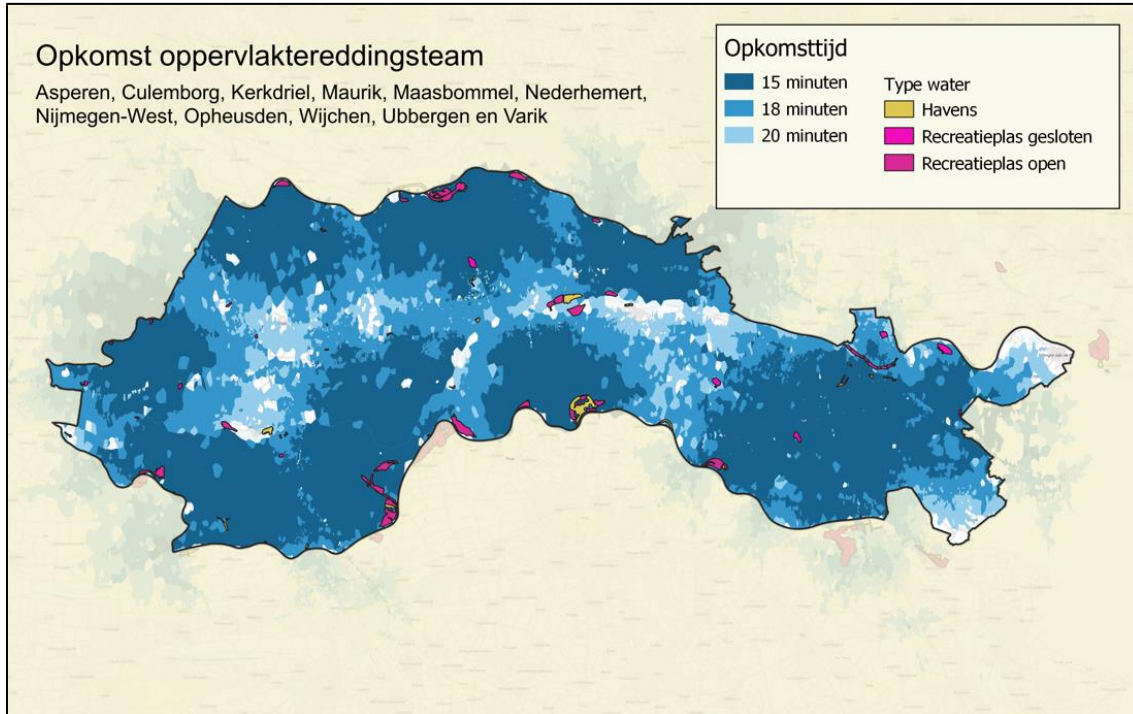 Opkomst oppervlaktereddingsteam
Asperen, Culemborg, Kerkdriel, Maurik, Maasbommel, Nederhemert,
Nijmegen-West, Opheusden, Wijchen, Ubbergen en Varik
Opkomsttijd
15 minuten
18 minuten
20 minuten
Type water
Havens
Recreatieplas gesloten
Recreatieplas open